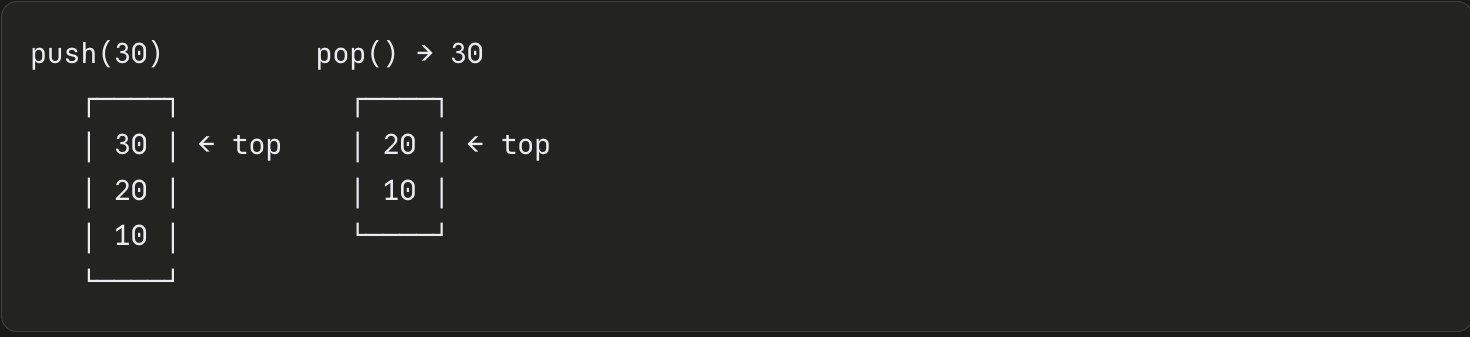 push(30)         pop() → 30
30 ← top    20 ← top
20          10
10